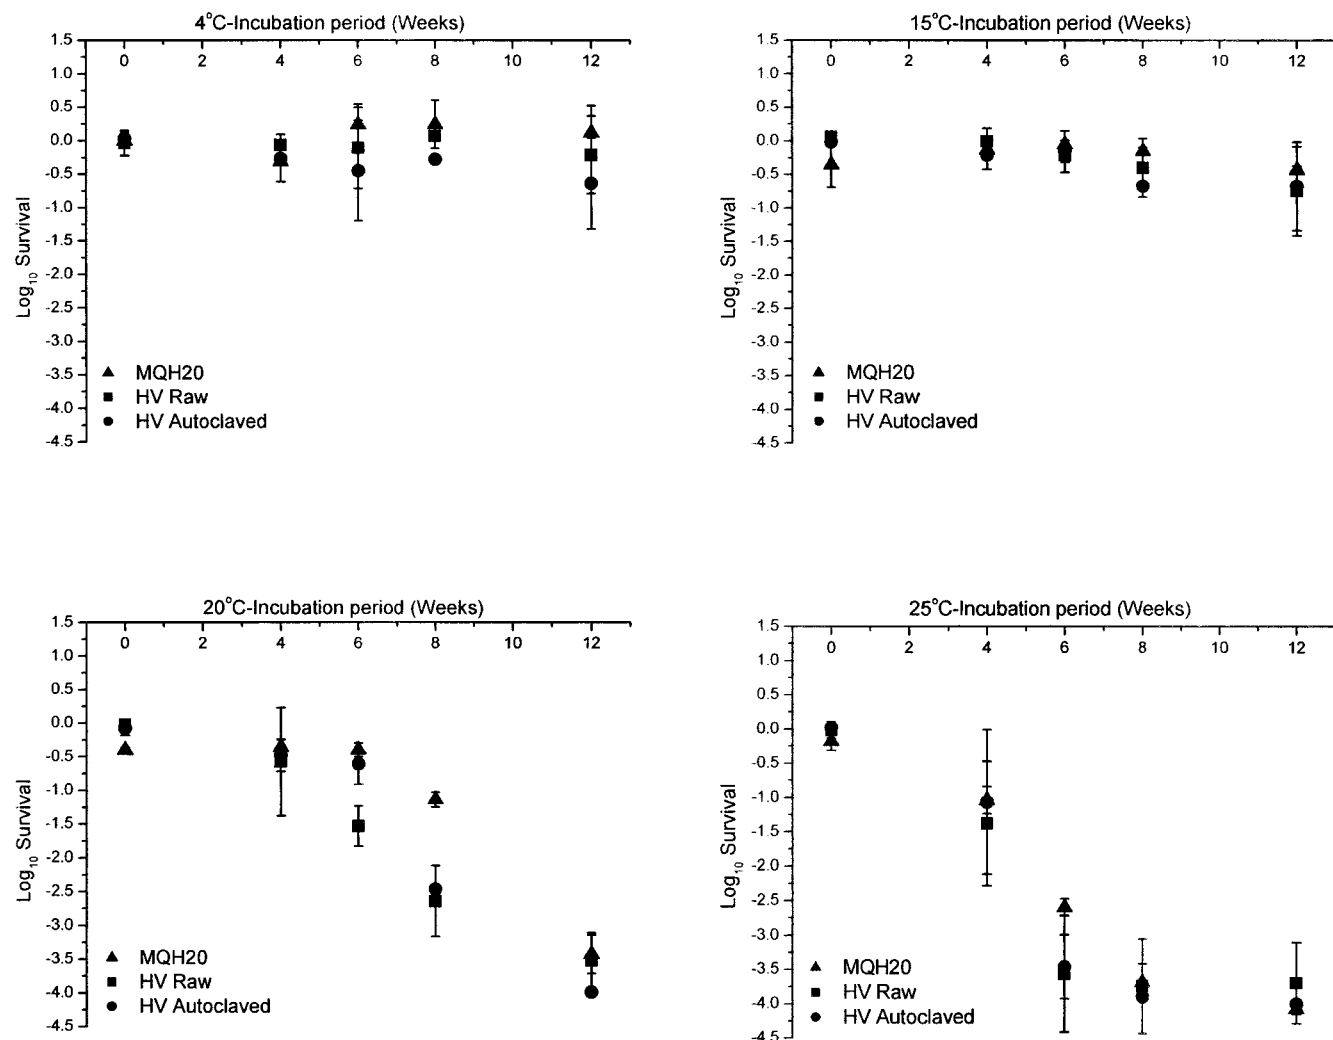 4°C-Incubation period (Weeks)
1.5
0 2 4 6 8 10 12
1.0
0.5
0.0
-0.5
-1.0
-1.5
-2.0
-2.5
-3.0
-3.5
-4.0
-4.5
Log10 Survival
MQH20
HV Raw
HV Autoclaved
15°C-Incubation period (Weeks)
1.5
0 2 4 6 8 10 12
1.0
0.5
0.0
-0.5
-1.0
-1.5
-2.0
-2.5
-3.0
-3.5
-4.0
-4.5
Log10 Survival
MQH20
HV Raw
HV Autoclaved
20°C-Incubation period (Weeks)
1.5
0 2 4 6 8 10 12
1.0
0.5
0.0
-0.5
-1.0
-1.5
-2.0
-2.5
-3.0
-3.5
-4.0
-4.5
Log10 Survival
MQH20
HV Raw
HV Autoclaved
25°C-Incubation period (Weeks)
1.5
0 2 4 6 8 10 12
1.0
0.5
0.0
-0.5
-1.0
-1.5
-2.0
-2.5
-3.0
-3.5
-4.0
-4.5
Log10 Survival
MQH20
HV Raw
HV Autoclaved